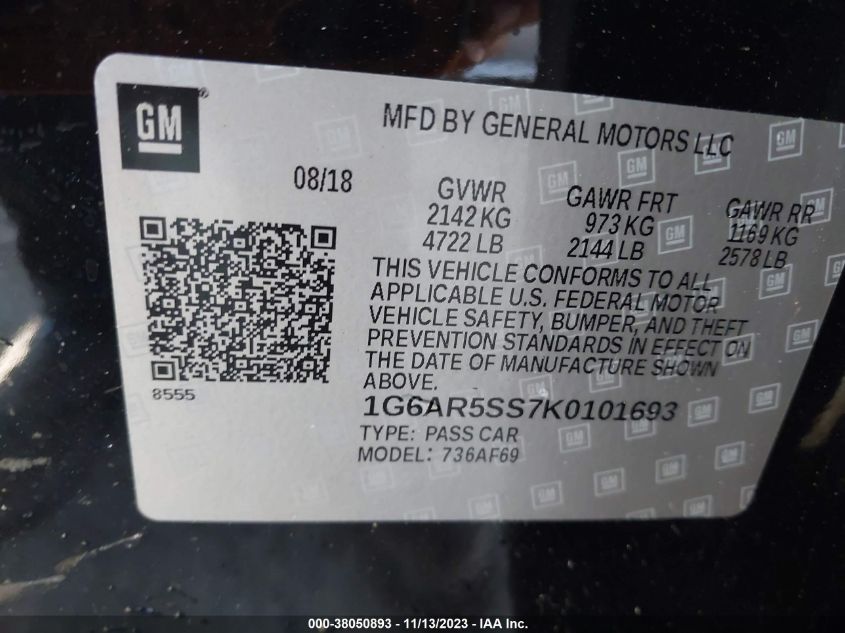 GM ®
MFD BY GENERAL MOTORS LLC
08/18
GVWR
2142 KG
4722 LB
GAWR FRT
973 KG
2144 LB
GAWR RR
1169 KG
2578 LB
THIS VEHICLE CONFORMS TO ALL
APPLICABLE U.S. FEDERAL MOTOR
VEHICLE SAFETY, BUMPER, AND THEFT
PREVENTION STANDARDS IN EFFECT ON
THE DATE OF MANUFACTURE SHOWN
ABOVE.
8555
1G6AR5SS7K0101693
TYPE: PASS CAR
MODEL: 736AF69
000-38050893 - 11/13/2023 - IAAI.COM